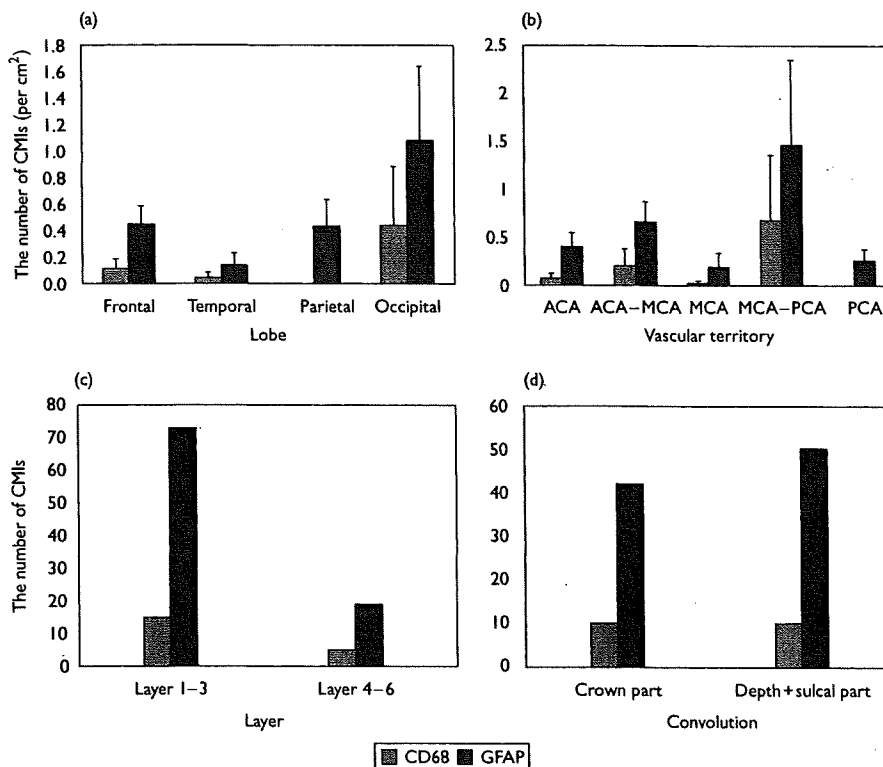 (a)
The number of CMIs (per cm²)
1.8
1.6
1.4
1.2
1.0
0.8
0.6
0.4
0.2
0.0
Frontal Temporal Parietal Occipital
Lobe
(b)
2.5
2
1.5
1
0.5
0
ACA ACA–MCA MCA MCA–PCA PCA
Vascular territory
(c)
The number of CMIs
80
70
60
50
40
30
20
10
0
Layer 1–3 Layer 4–6
Layer
(d)
60
50
40
30
20
10
0
Crown part Depth+sulcal part
Convolution
CD68 GFAP